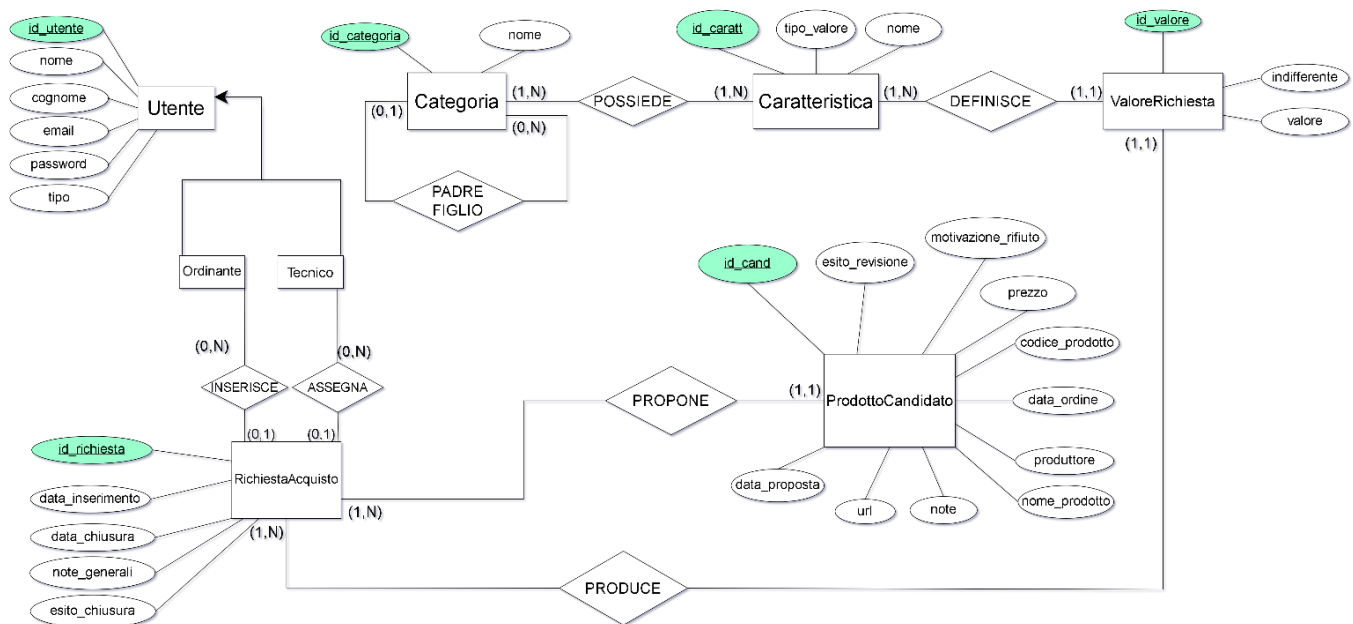 id_utente
nome
cognome
email
password
tipo
Utente
id_categoria
nome
Categoria
(0,1)
(1,N)
(0,N)
PADRE
FIGLIO
POSSIEDE
id_caratt
tipo_valore
nome
(1,N)
Caratteristica
(1,N)
DEFINISCE
id_valore
(1,1)
ValoreRichiesta
indifferente
valore
(1,1)
Ordinante
Tecnico
(0,N)
(0,N)
INSERISCE
ASSEGNA
(0,1)
(0,1)
id_richiesta
data_inserimento
data_chiusura
note_generali
esito_chiusura
RichiestaAcquisto
(1,N)
(1,N)
PROPONE
(1,1)
ProdottoCandidato
id_cand
esito_revisione
motivazione_rifiuto
prezzo
codice_prodotto
data_ordine
produttore
nome_prodotto
data_proposta
url
note
PRODUCE